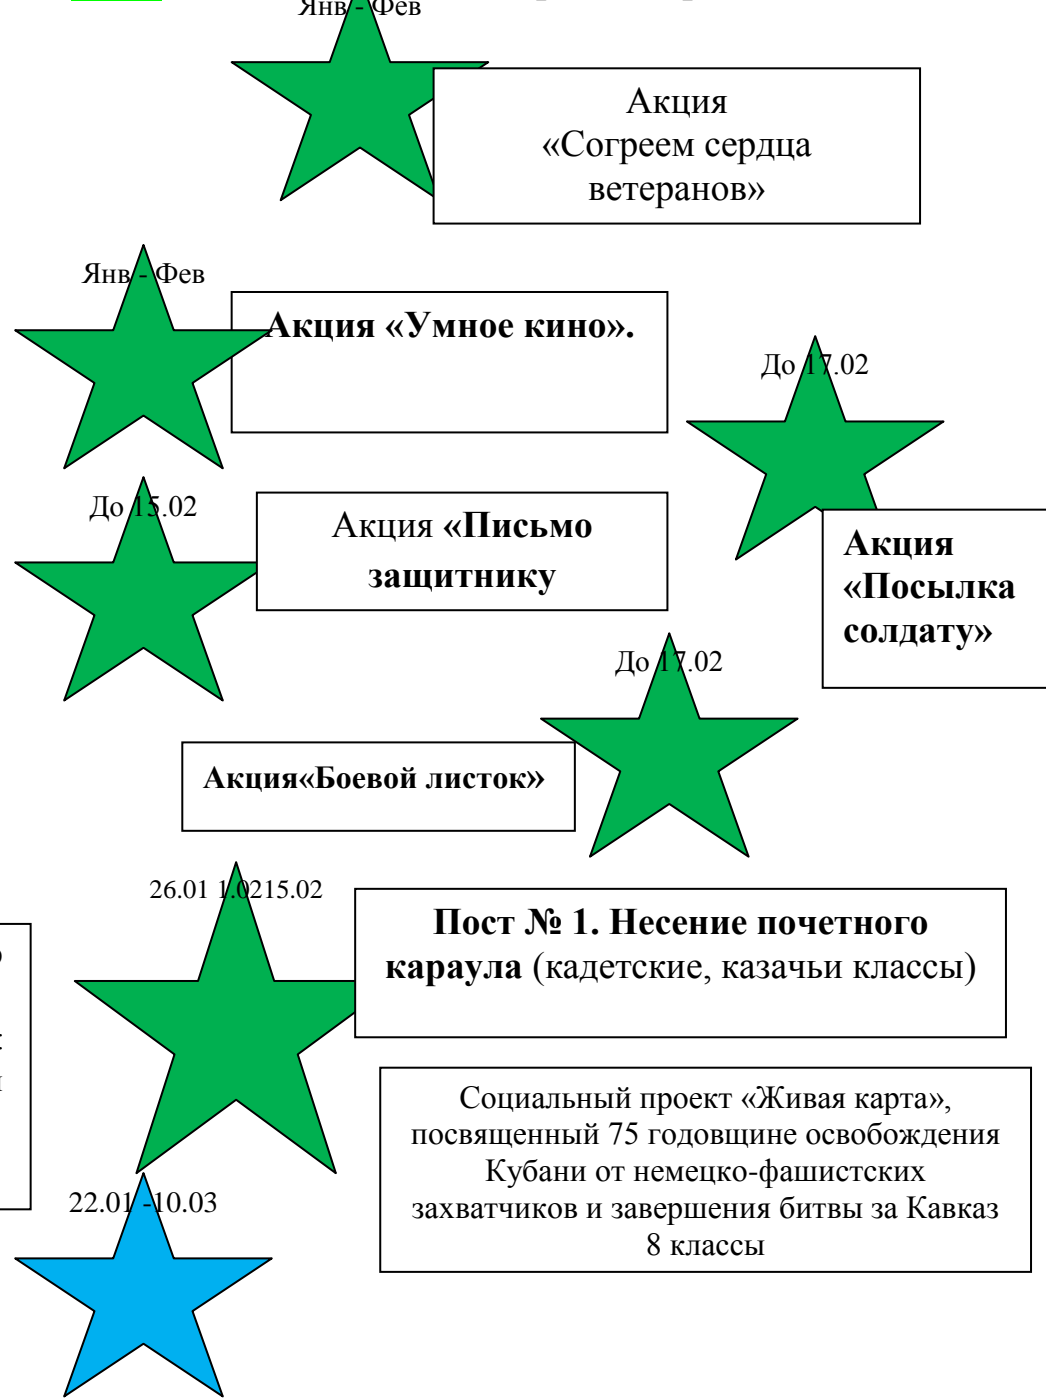 Янв - Фев
Акция
«Согреем сердца
ветеранов»
Янв - Фев
Акция «Умное кино».
До 17.02
До 15.02
Акция «Письмо
защитнику
Акция
«Посылка
солдату»
До 17.02
Акция«Боевой листок»
26.01 1.0215.02
Пост № 1. Несение почетного
караула (кадетские, казачьи классы)
Социальный проект «Живая карта»,
посвященный 75 годовщине освобождения
Кубани от немецко-фашистских
захватчиков и завершения битвы за Кавказ
8 классы
22.01 -10.03